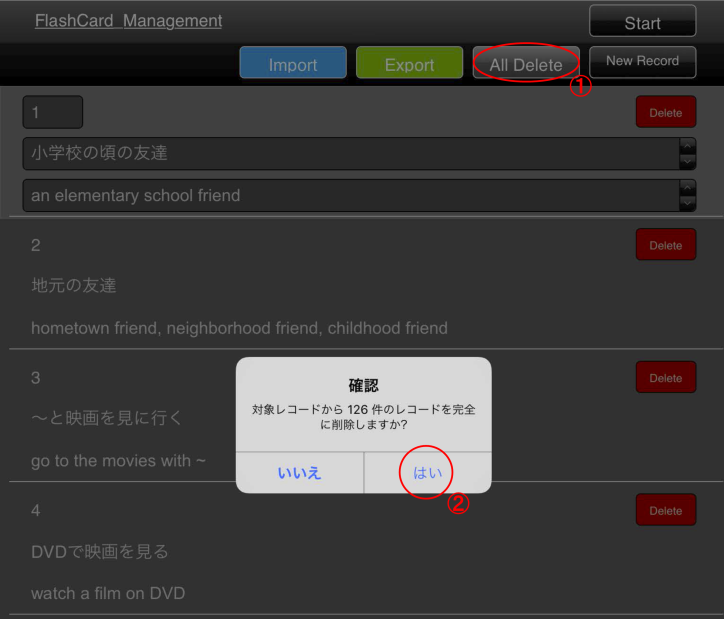 FlashCard_Management
Start
Import
Export
All Delete
New Record
①
1
Delete
小学校の頃の友達
an elementary school friend
2
Delete
地元の友達
hometown friend, neighborhood friend, childhood friend
3
Delete
～と映画を見に行く
go to the movies with ~
確認
対象レコードから 126 件のレコードを完全
に削除しますか?
いいえ
はい
②
4
Delete
DVDで映画を見る
watch a film on DVD